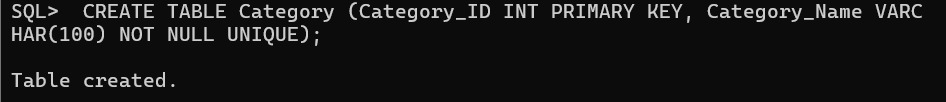 SQL>  CREATE TABLE Category (Category_ID INT PRIMARY KEY, Category_Name VARC
HAR(100) NOT NULL UNIQUE);
Table created.